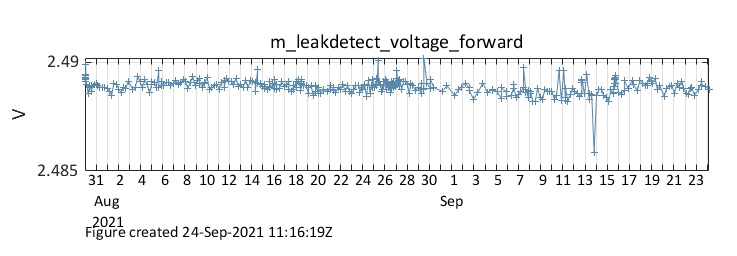 m_leakdetect_voltage_forward
2.49
V
2.485
31 2 4 6 8 10 12 14 16 18 20 22 24 26 28 30 1 3 5 7 9 11 13 15 17 19 21 23
Aug Sep
2021
Figure created 24-Sep-2021 11:16:19Z